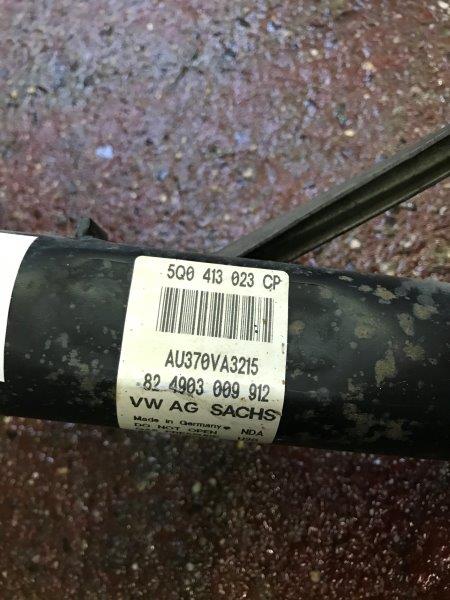 5Q0 413 023 CP
AU370VA3215
82 4903 009 912
VW AG SACHS
Made in Germany
DO NOT OPEN NDA